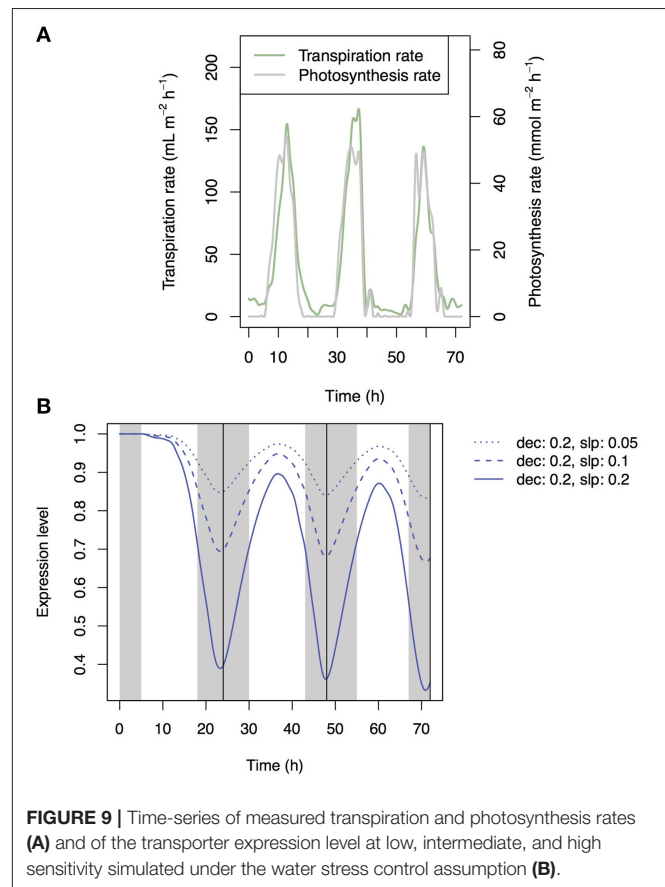 A
Transpiration rate
Photosynthesis rate
Transpiration rate (mL m−2 h−1)
200
150
100
50
0
Photosynthesis rate (mmol m−2 h−1)
80
60
40
20
0
0 10 30 50 70
Time (h)
B
Expression level
1.0
0.9
0.8
0.7
0.6
0.5
0.4
0 10 20 30 40 50 60 70
Time (h)
dec: 0.2, slp: 0.05
dec: 0.2, slp: 0.1
dec: 0.2, slp: 0.2
FIGURE 9 | Time-series of measured transpiration and photosynthesis rates
(A) and of the transporter expression level at low, intermediate, and high
sensitivity simulated under the water stress control assumption (B).